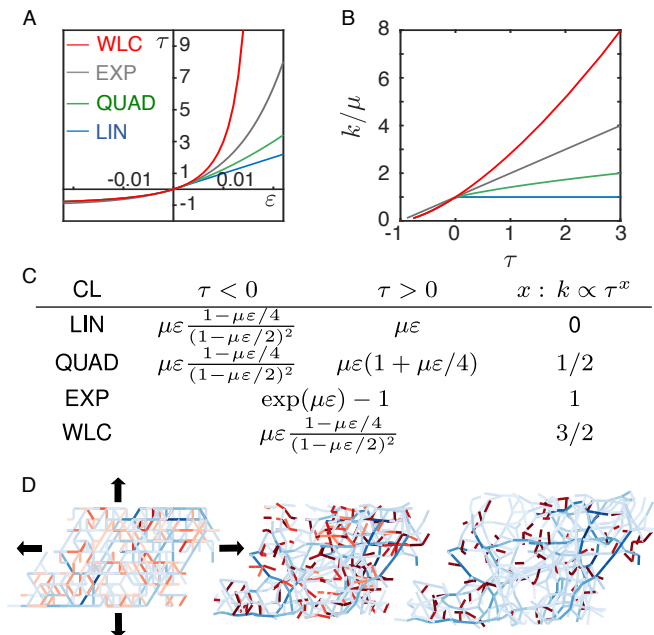 A
WLC
EXP
QUAD
LIN
τ
9
7
5
3
1
-1
-0.01
0.01
ε
B
k/μ
8
6
4
2
0
-1
0
1
2
3
τ
C
CL τ < 0 τ > 0 x : k ∝ τ^x
LIN με (1−με/4)/(1−με/2)^2 με 0
QUAD με (1−με/4)/(1−με/2)^2 με(1 + με/4) 1/2
EXP exp(με) − 1 1
WLC με (1−με/4)/(1−με/2)^2 3/2
D